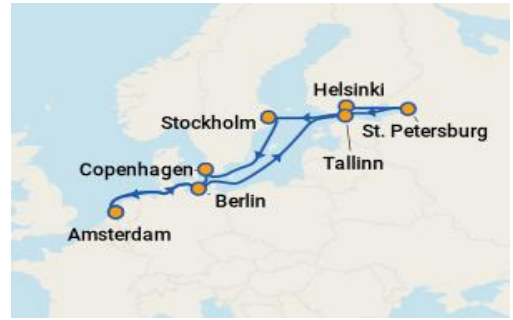 Helsinki
Stockholm
St. Petersburg
Tallinn
Copenhagen
Berlin
Amsterdam